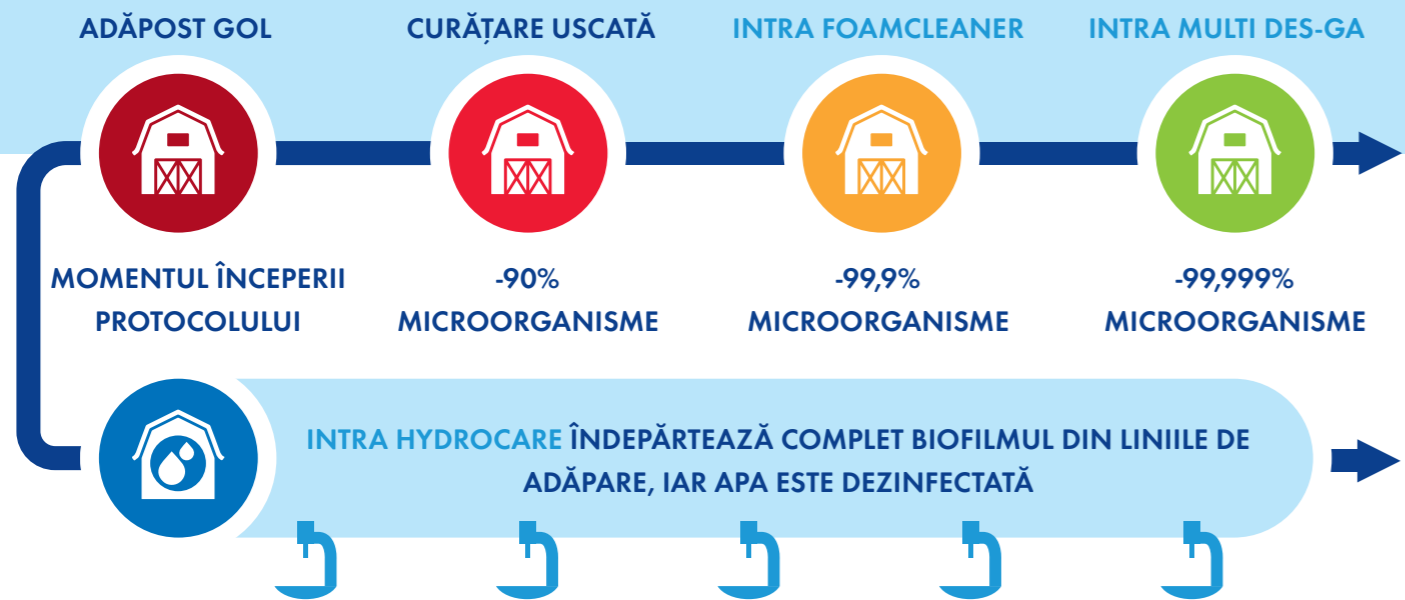 ADĂPOST GOL
CURĂȚARE USCATĂ
INTRA FOAMCLEANER
INTRA MULTI DES-GA
MOMENTUL ÎNCEPERII
PROTOCOLULUI
-90%
MICROORGANISME
-99,9%
MICROORGANISME
-99,999%
MICROORGANISME
INTRA HYDROCARE ÎNDEPĂRTEAZĂ COMPLET BIOFILMUL DIN LINIILE DE
ADĂPARE, IAR APA ESTE DEZINFECTATĂ